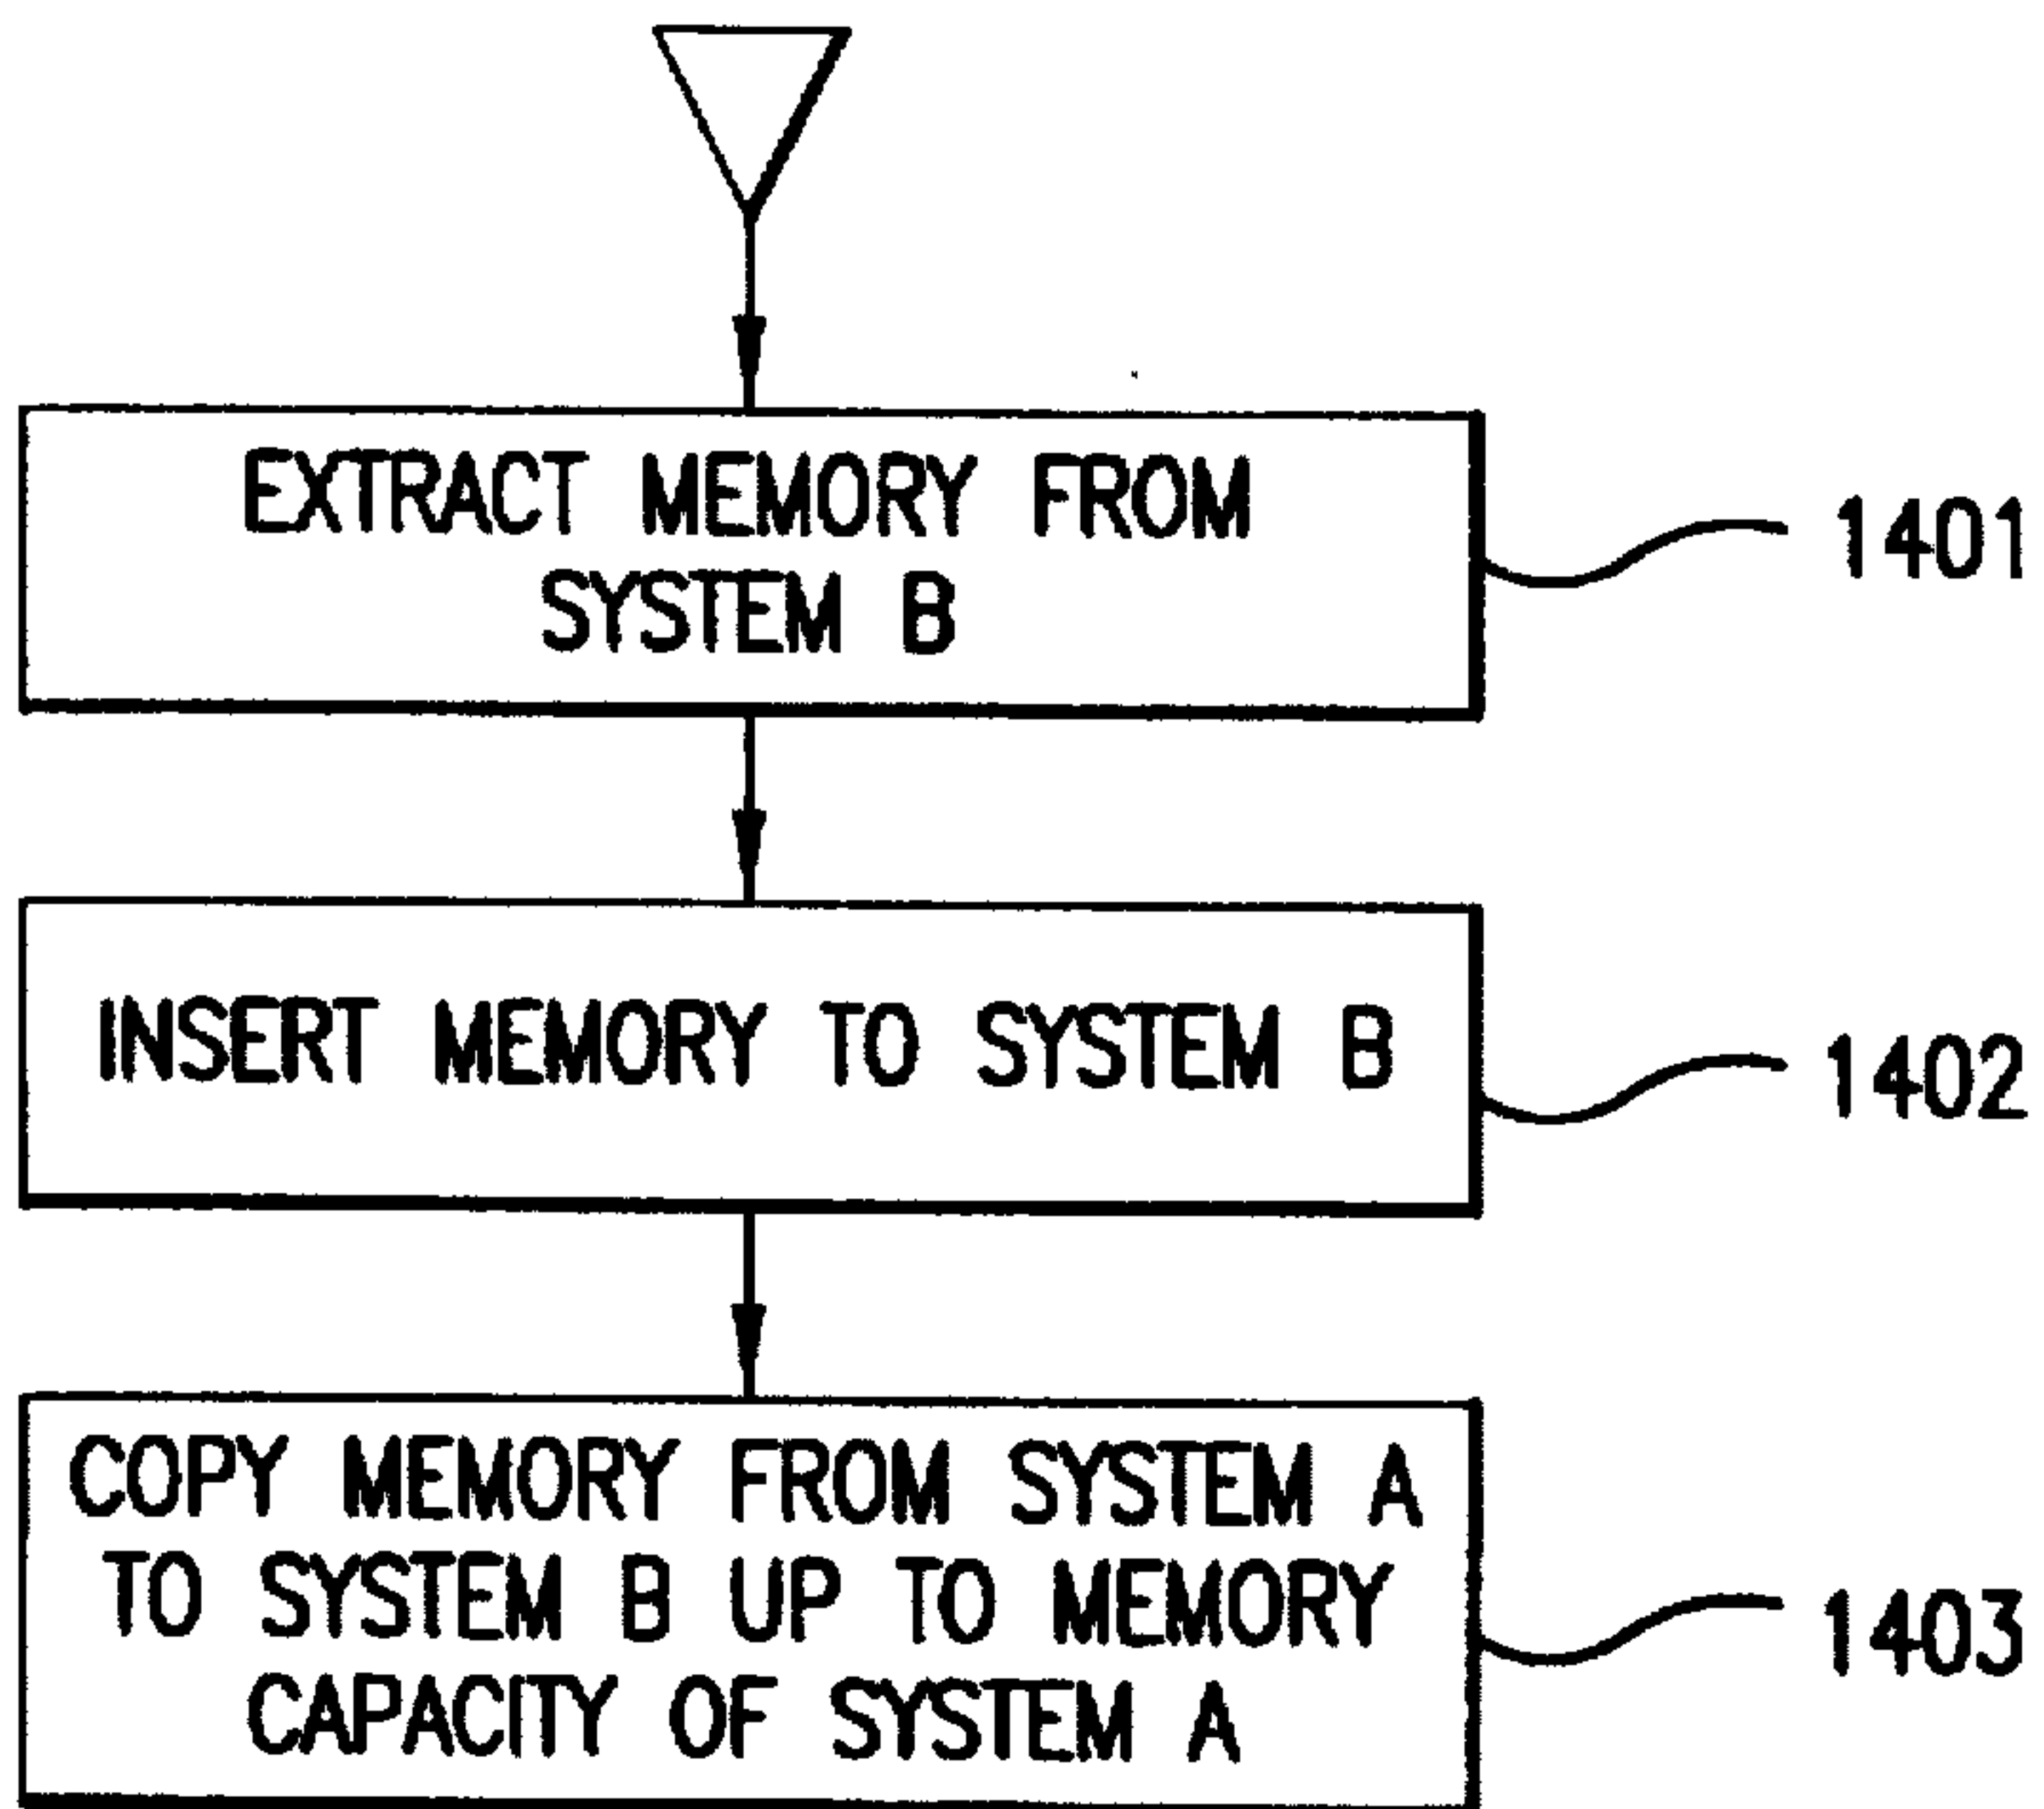 EXTRACT MEMORY FROM
SYSTEM B
1401
INSERT MEMORY TO SYSTEM B
1402
COPY MEMORY FROM SYSTEM A
TO SYSTEM B UP TO MEMORY
CAPACITY OF SYSTEM A
1403